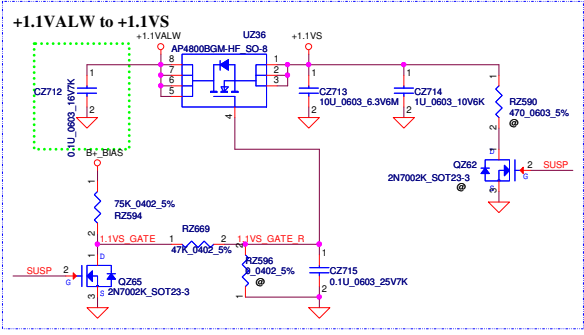 +1.1VALW to +1.1VS
+1.1VALW
UZ36
+1.1VS
AP4800BGM-HF_SO-8
8
7
6
5
1
2
3
4
1
CZ712
2
0.1U_0603_16V7K
1
CZ713
10U_0603_6.3V6M
2
1
CZ714
1U_0603_10V6K
2
1
RZ590
470_0603_5%
2
@
B+_BIAS
1
75K_0402_5%
RZ594
2
1
D
QZ62
2
SUSP
G
2N7002K_SOT23-3
S
@
3
1.1VS_GATE
1
RZ669
2
47K_0402_5%
1.1VS_GATE_R
2
RZ596
0_0402_5%
@
1
1
CZ715
0.1U_0603_25V7K
2
SUSP
2
G
1
D
QZ65
S
2N7002K_SOT23-3
3